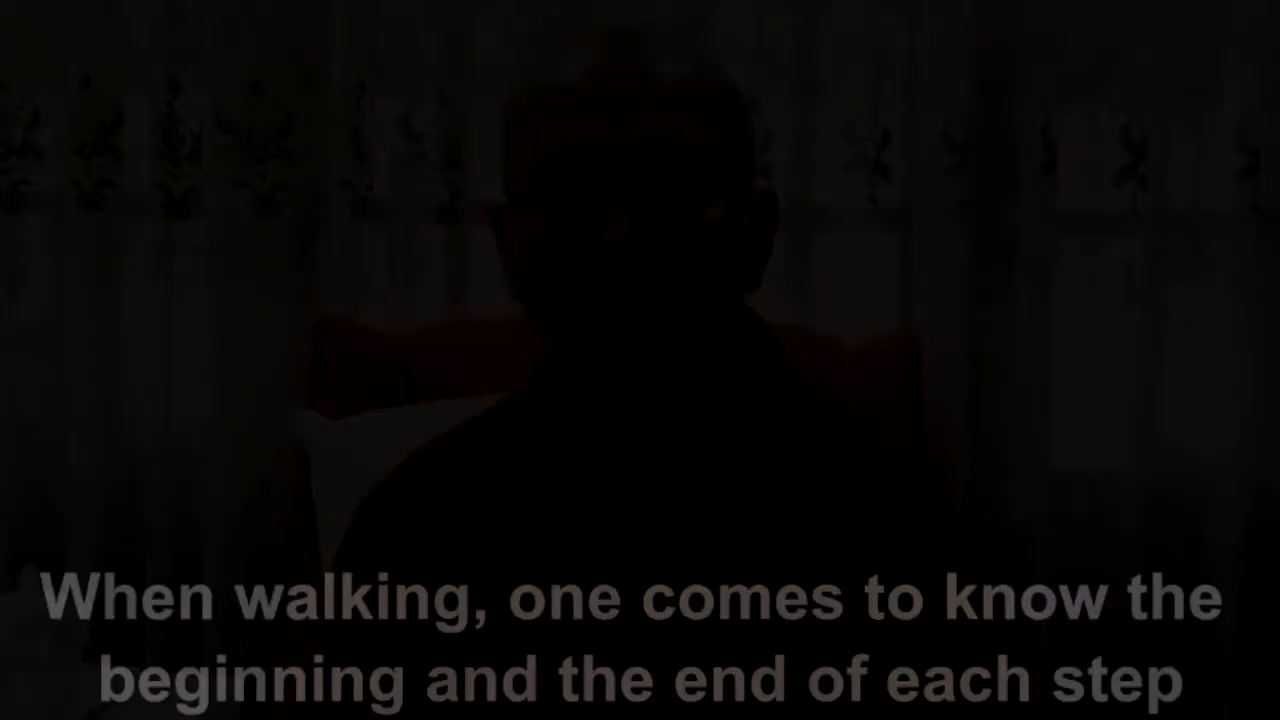 When walking, one comes to know the
beginning and the end of each step